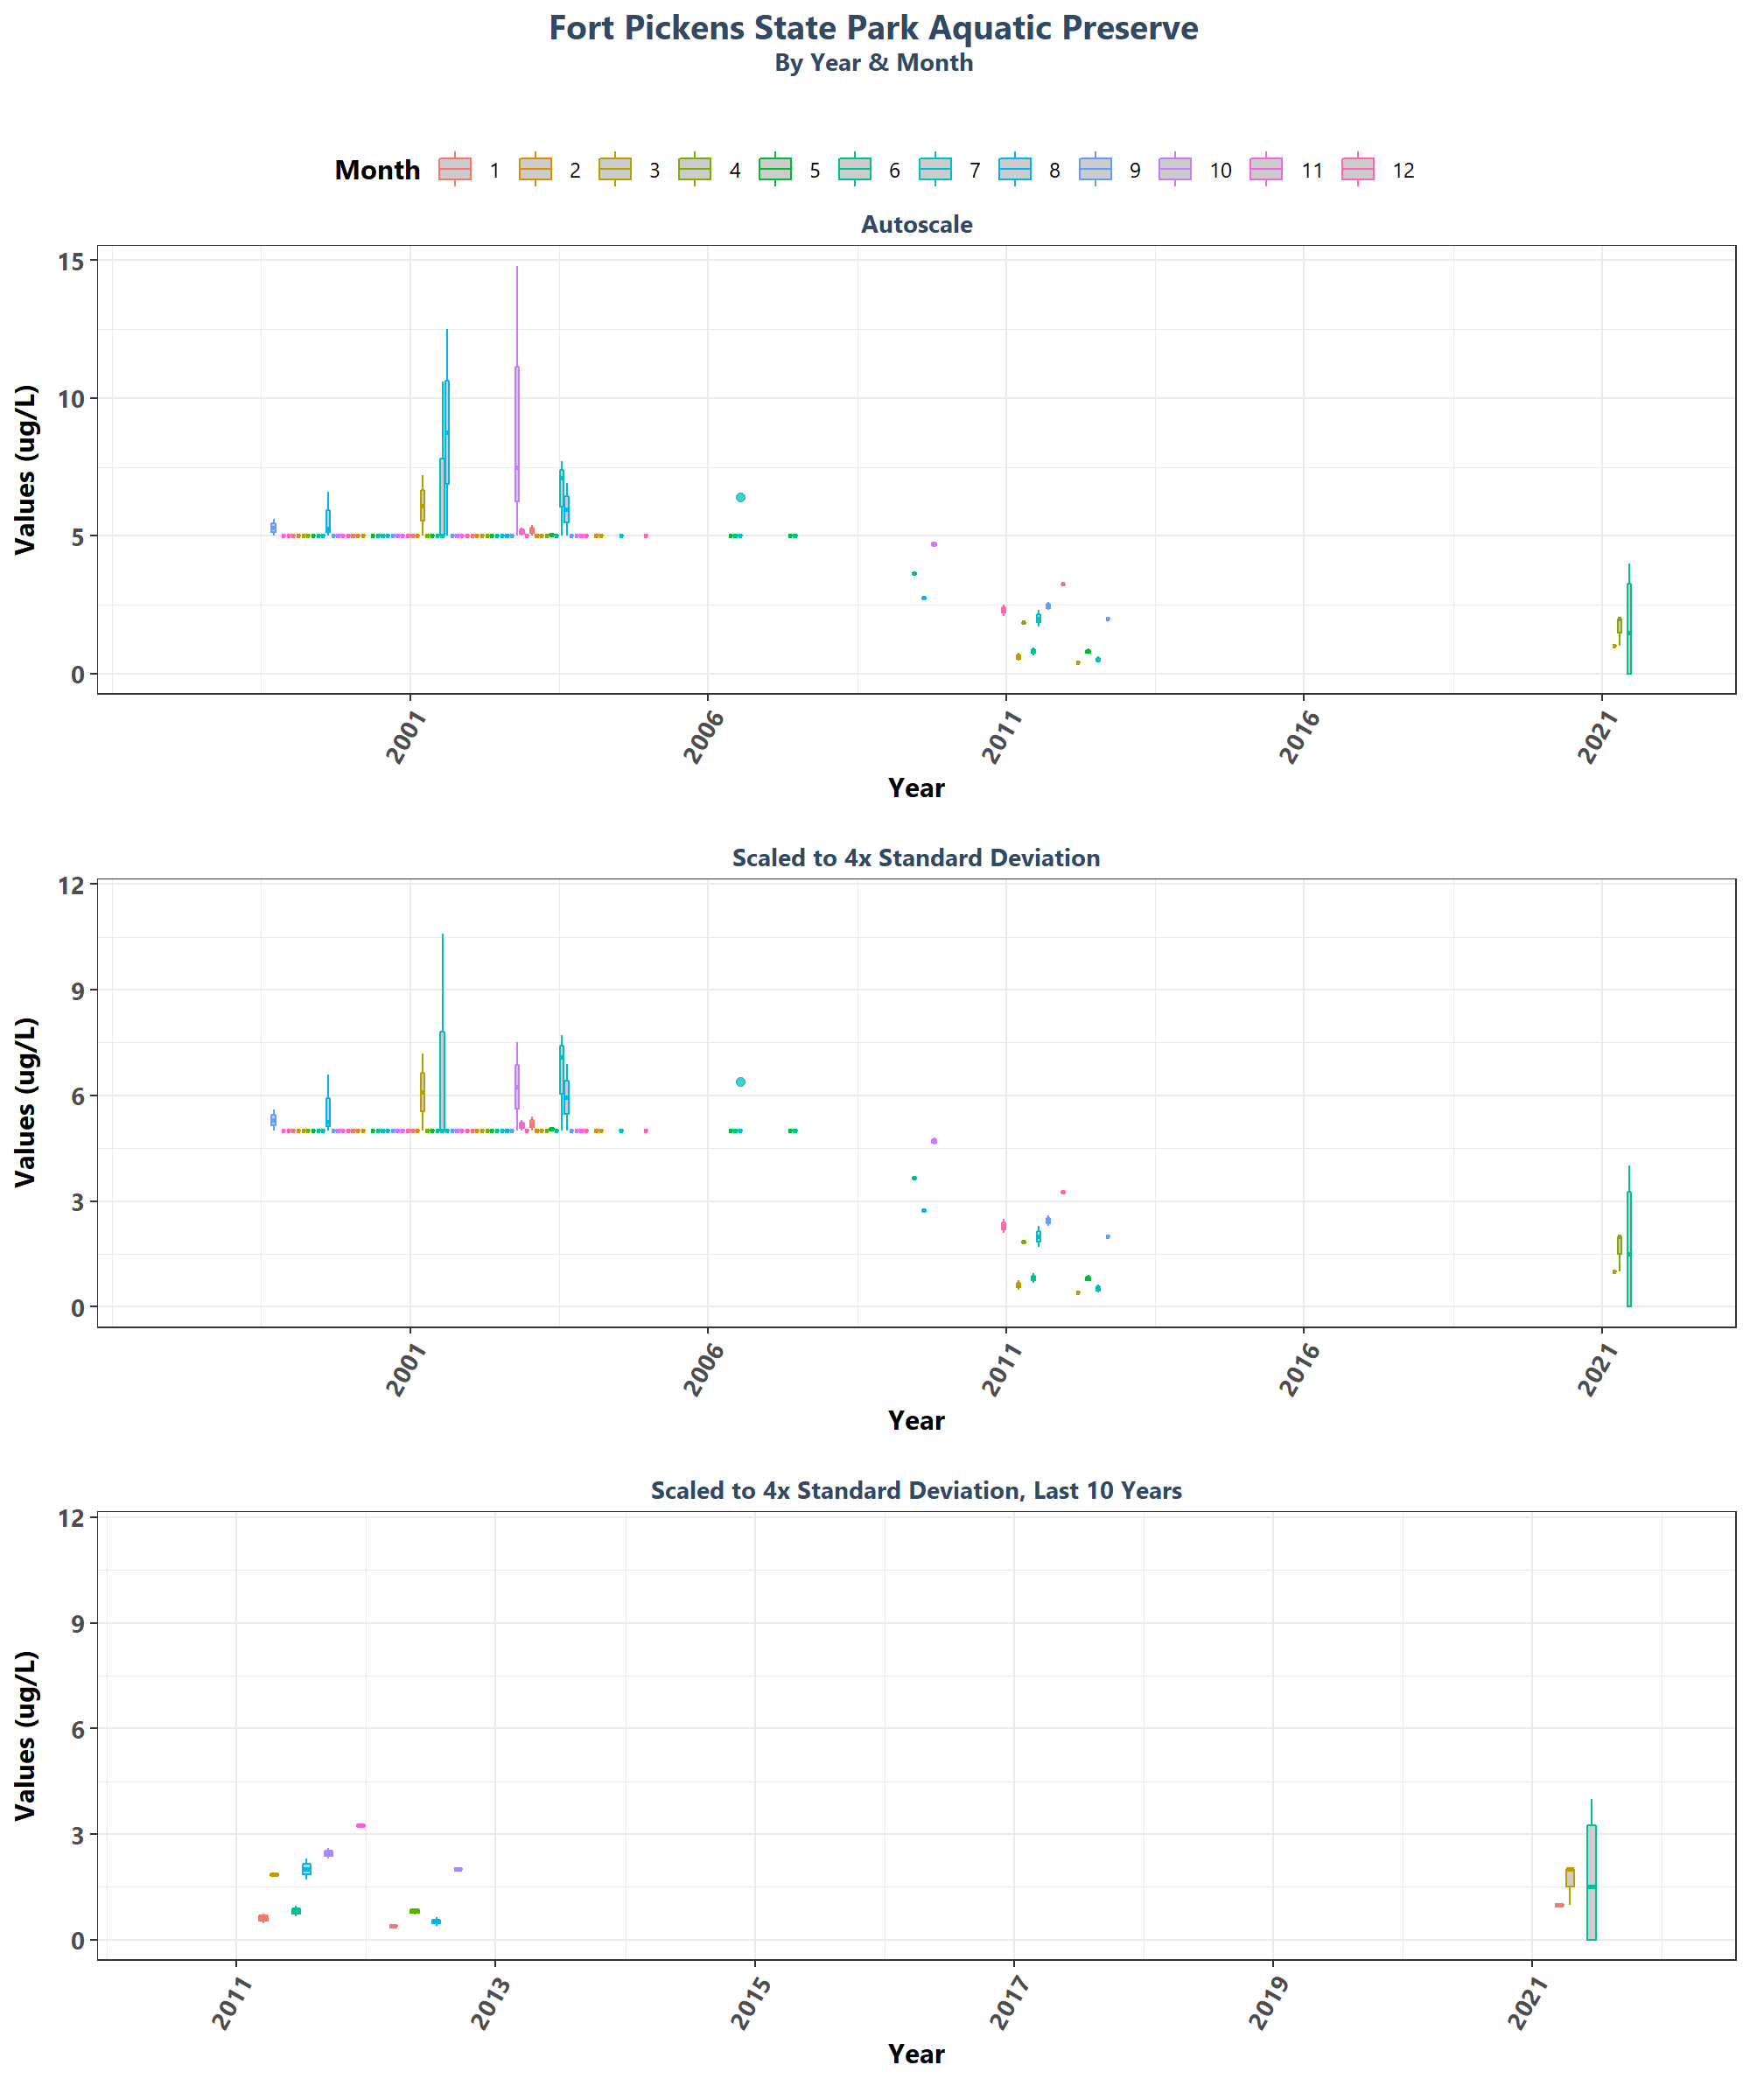 Fort Pickens State Park Aquatic Preserve
By Year & Month
Month 1 2 3 4 5 6 7 8 9 10 11 12
Autoscale
Values (ug/L)
15
10
5
0
2001 2006 2011 2016 2021
Year
Scaled to 4x Standard Deviation
Values (ug/L)
12
9
6
3
0
2001 2006 2011 2016 2021
Year
Scaled to 4x Standard Deviation, Last 10 Years
Values (ug/L)
12
9
6
3
0
2011 2013 2015 2017 2019 2021
Year